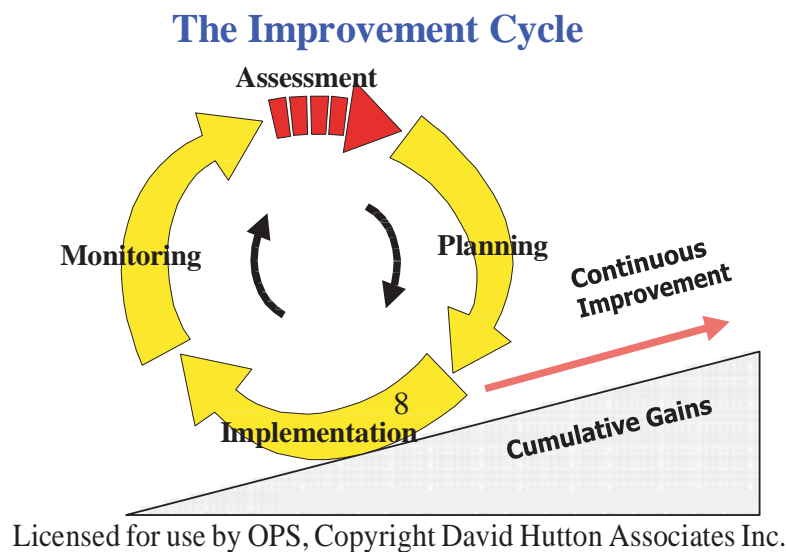 The Improvement Cycle
Assessment
Monitoring
Planning
Continuous
Improvement
8
Implementation
Cumulative Gains
Licensed for use by OPS, Copyright David Hutton Associates Inc.